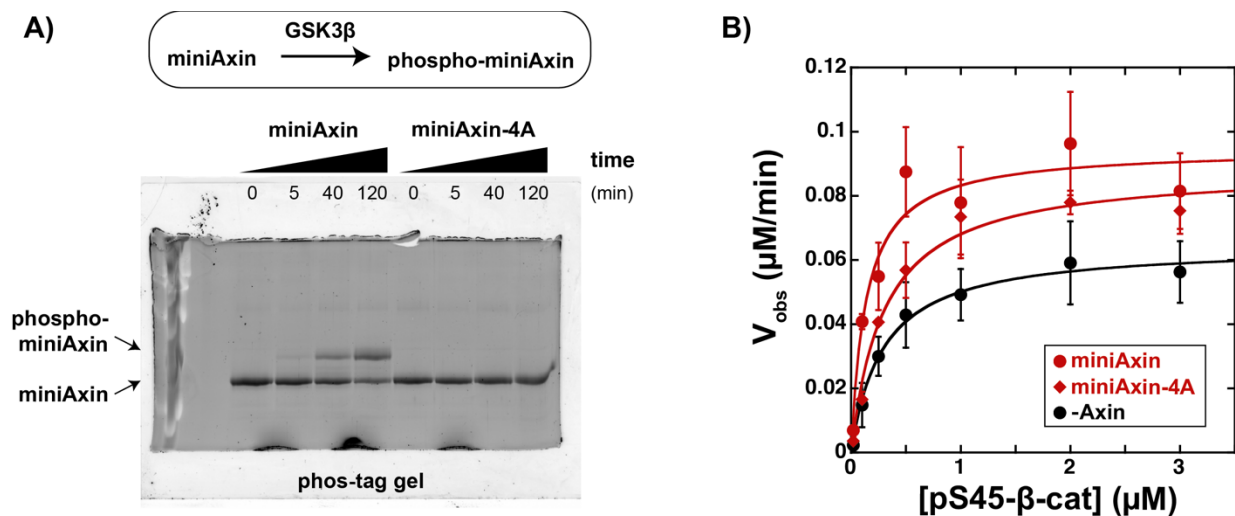 A)
GSK3β
miniAxin
phospho-miniAxin
miniAxin
miniAxin-4A
time
0 5 40 120 0 5 40 120
(min)
phospho-
miniAxin
miniAxin
phos-tag gel
B)
0.12
0.1
0.08
0.06
0.04
0.02
0
V_obs (μM/min)
miniAxin
miniAxin-4A
-Axin
0 1 2 3
[pS45-β-cat] (μM)